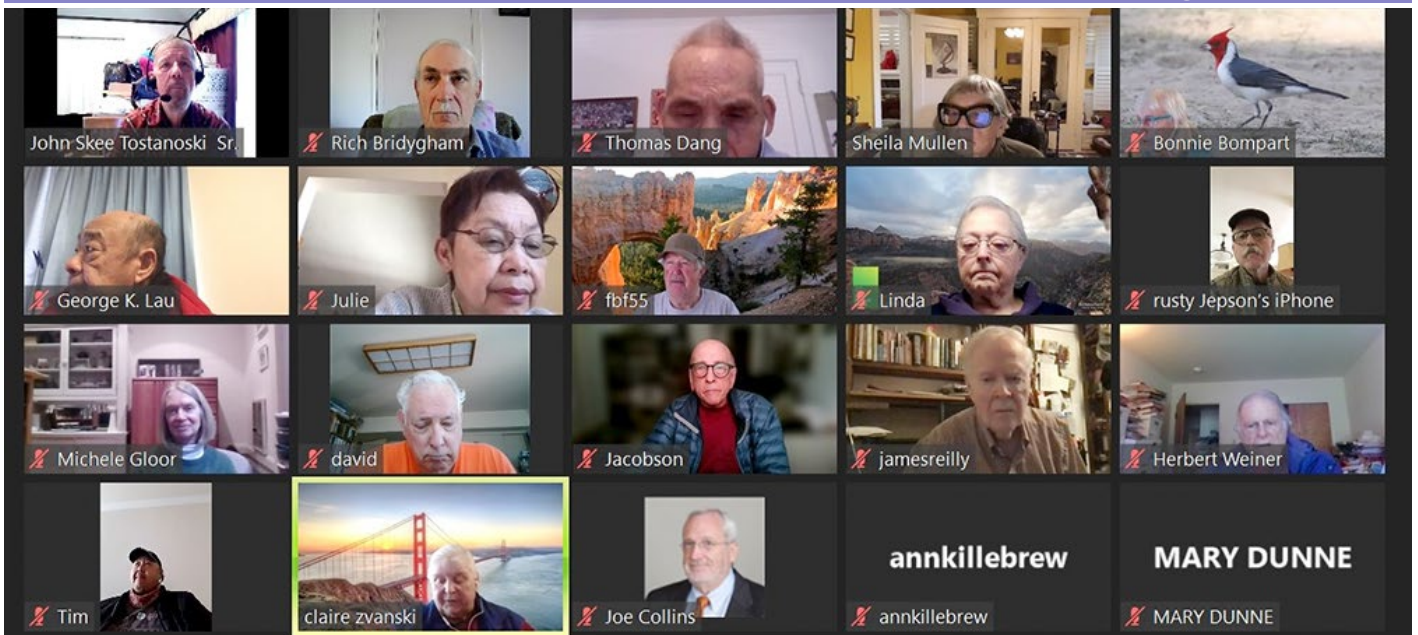 John Skee Tostanoski Sr.
Rich Bridygham
Thomas Dang
Sheila Mullen
Bonnie Bompart
George K. Lau
Julie
fbf55
Linda
rusty Jepson's iPhone
Michele Gloor
david
Jacobson
jamesreilly
Herbert Weiner
Tim
claire zvanski
Joe Collins
annkillebrew
annkillebrew
MARY DUNNE
MARY DUNNE